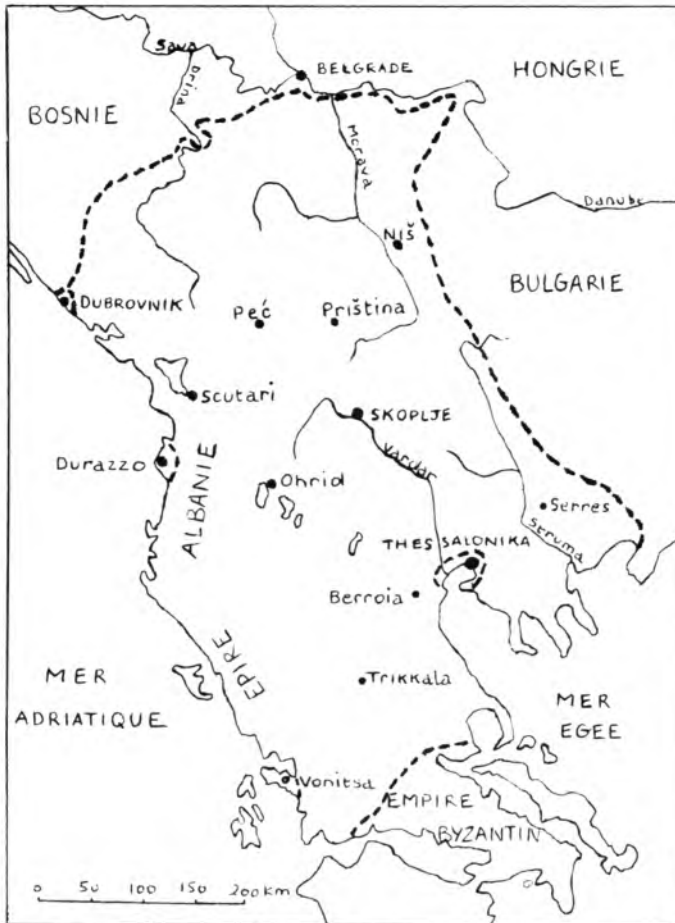 Sava
BELGRADE
HONGRIE
Drina
BOSNIE
Morava
Danube
NIŠ
BULGARIE
DUBROVNIK
Peć
Priština
Scutari
SKOPLJE
Vardar
Durazzo
Ohrid
ALBANIE
Serres
Struma
THESSALONIKA
Berroia
EPIRE
Trikkala
MER
ADRIATIQUE
MER
EGEE
Vonitsa
EMPIRE
BYZANTIN
0 50 100 150 200 KM